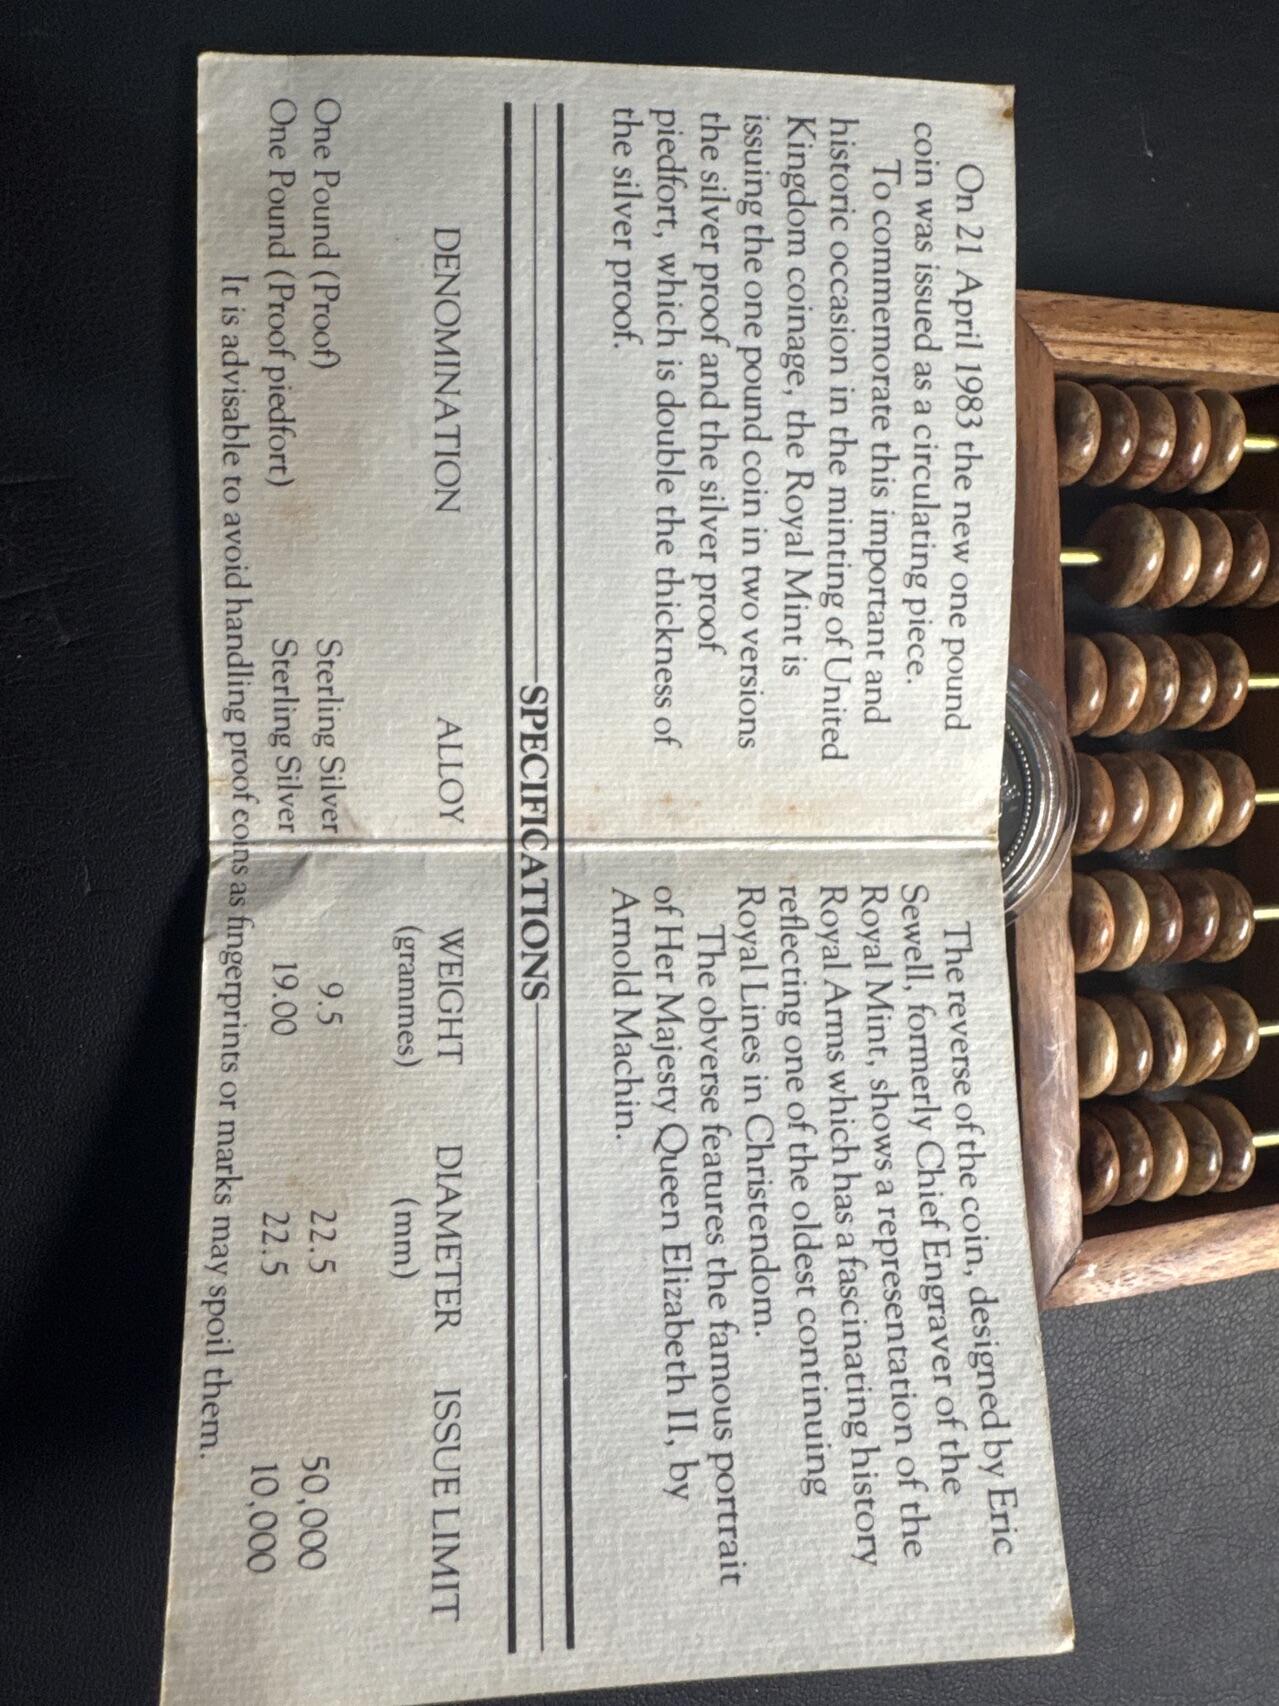 On 21 April 1983 the new one pound
coin was issued as a circulating piece.
To commemorate this important and
historic occasion in the minting of United
Kingdom coinage, the Royal Mint is
issuing the one pound coin in two versions
the silver proof and the silver proof
piedfort, which is double the thickness of
the silver proof.
The reverse of the coin, designed by Eric
Sewell, formerly Chief Engraver of the
Royal Mint, shows a representation of the
Royal Arms which has a fascinating history
reflecting one of the oldest continuing
Royal Lines in Christendom.
The obverse features the famous portrait
of Her Majesty Queen Elizabeth II, by
Arnold Machin.
SPECIFICATIONS
DENOMINATION ALLOY WEIGHT DIAMETER ISSUE LIMIT
(grammes) (mm)
One Pound (Proof) Sterling Silver 9.5 22.5 50,000
One Pound (Proof piedfort) Sterling Silver 19.00 22.5 10,000
It is advisable to avoid handling proof coins as fingerprints or marks may spoil them.